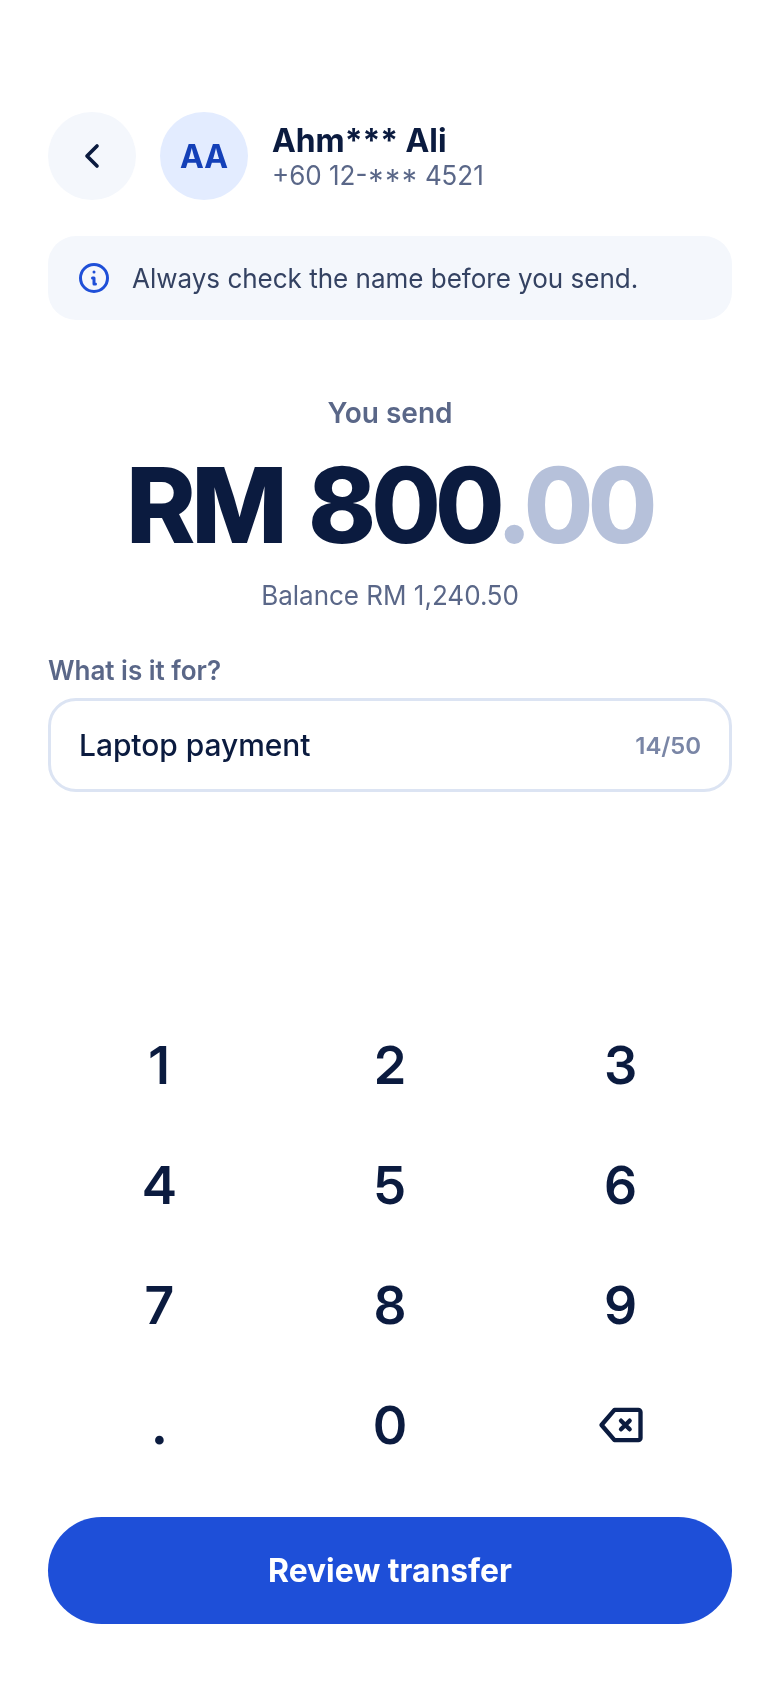 AA
Ahm*** Ali
+60 12-*** 4521
Always check the name before you send.
You send
RM 800.00
Balance RM 1,240.50
What is it for?
Laptop payment 14/50
1 2 3
4 5 6
7 8 9
. 0
Review transfer